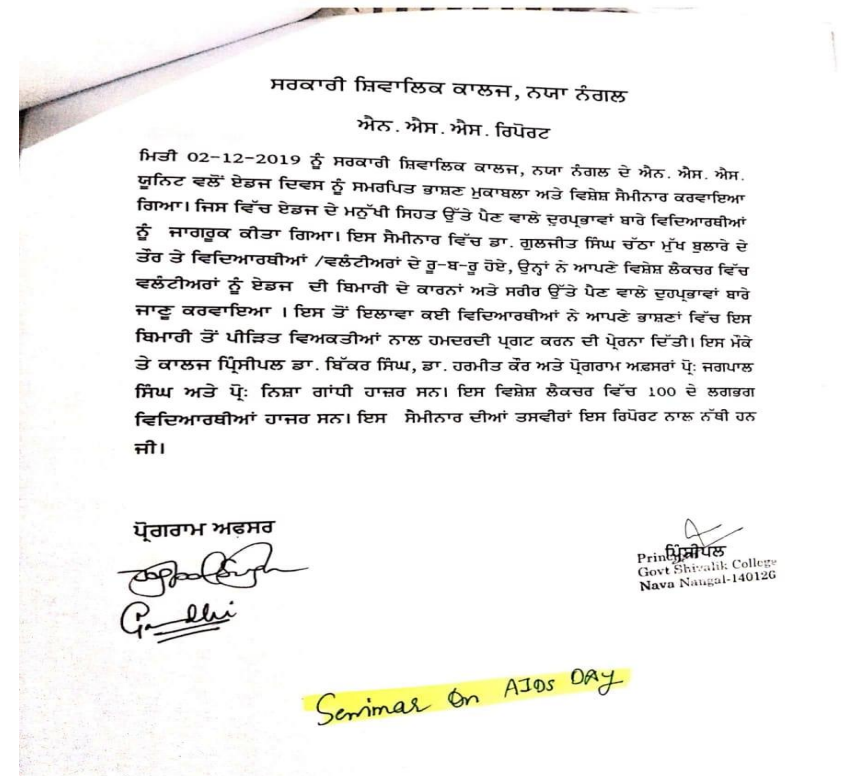 ਸਰਕਾਰੀ ਸ਼ਿਵਾਲਿਕ ਕਾਲਜ, ਨਯਾ ਨੰਗਲ
ਐਨ. ਐਸ. ਐਸ. ਰਿਪੋਰਟ
ਮਿਤੀ 02-12-2019 ਨੂੰ ਸਰਕਾਰੀ ਸ਼ਿਵਾਲਿਕ ਕਾਲਜ, ਨਯਾ ਨੰਗਲ ਦੇ ਐਨ. ਐਸ. ਐਸ.
ਯੂਨਿਟ ਵਲੋਂ ਏਡਜ ਦਿਵਸ ਨੂੰ ਸਮਰਪਿਤ ਭਾਸ਼ਣ ਮੁਕਾਬਲਾ ਅਤੇ ਵਿਸ਼ੇਸ਼ ਸੈਮੀਨਾਰ ਕਰਵਾਇਆ
ਗਿਆ। ਜਿਸ ਵਿੱਚ ਏਡਜ ਦੇ ਮਨੁੱਖੀ ਸਿਹਤ ਉੱਤੇ ਪੈਣ ਵਾਲੇ ਦੁਰਪ੍ਰਭਾਵਾਂ ਬਾਰੇ ਵਿਦਿਆਰਥੀਆਂ
ਨੂੰ ਜਾਗਰੂਕ ਕੀਤਾ ਗਿਆ। ਇਸ ਸੈਮੀਨਾਰ ਵਿੱਚ ਡਾ. ਗੁਲਜੀਤ ਸਿੰਘ ਚੱਠਾ ਮੁੱਖ ਬੁਲਾਰੇ ਦੇ
ਤੌਰ ਤੇ ਵਿਦਿਆਰਥੀਆਂ /ਵਲੰਟੀਅਰਾਂ ਦੇ ਰੂ-ਬ-ਰੂ ਹੋਏ, ਉਨ੍ਹਾਂ ਨੇ ਆਪਣੇ ਵਿਸ਼ੇਸ਼ ਲੈਕਚਰ ਵਿੱਚ
ਵਲੰਟੀਅਰਾਂ ਨੂੰ ਏਡਜ ਦੀ ਬਿਮਾਰੀ ਦੇ ਕਾਰਨਾਂ ਅਤੇ ਸਰੀਰ ਉੱਤੇ ਪੈਣ ਵਾਲੇ ਦੁਹਪ੍ਰਭਾਵਾਂ ਬਾਰੇ
ਜਾਣੂ ਕਰਵਾਇਆ । ਇਸ ਤੋਂ ਇਲਾਵਾ ਕਈ ਵਿਦਿਆਰਥੀਆਂ ਨੇ ਆਪਣੇ ਭਾਸ਼ਣਾਂ ਵਿੱਚ ਇਸ
ਬਿਮਾਰੀ ਤੋਂ ਪੀੜਿਤ ਵਿਅਕਤੀਆਂ ਨਾਲ ਹਮਦਰਦੀ ਪ੍ਰਗਟ ਕਰਨ ਦੀ ਪ੍ਰੇਰਨਾ ਦਿੱਤੀ। ਇਸ ਮੌਕੇ
ਤੇ ਕਾਲਜ ਪ੍ਰਿੰਸੀਪਲ ਡਾ. ਬਿੱਕਰ ਸਿੰਘ, ਡਾ. ਹਰਮੀਤ ਕੌਰ ਅਤੇ ਪ੍ਰੋਗਰਾਮ ਅਫ਼ਸਰਾਂ ਪ੍ਰੋ: ਜਗਪਾਲ
ਸਿੰਘ ਅਤੇ ਪ੍ਰੋ: ਨਿਸ਼ਾ ਗਾਂਧੀ ਹਾਜ਼ਰ ਸਨ। ਇਸ ਵਿਸ਼ੇਸ਼ ਲੈਕਚਰ ਵਿੱਚ 100 ਦੇ ਲਗਭਗ
ਵਿਦਿਆਰਥੀਆਂ ਹਾਜਰ ਸਨ। ਇਸ ਸੈਮੀਨਾਰ ਦੀਆਂ ਤਸਵੀਰਾਂ ਇਸ ਰਿਪੋਰਟ ਨਾਲ ਨੱਥੀ ਹਨ
ਜੀ।
ਪ੍ਰੋਗਰਾਮ ਅਫਸਰ
Gandhi
ਪ੍ਰਿੰਸੀਪਲ
Govt Shivalik College
Nava Nangal-140126
Seminar On AIDS DAY